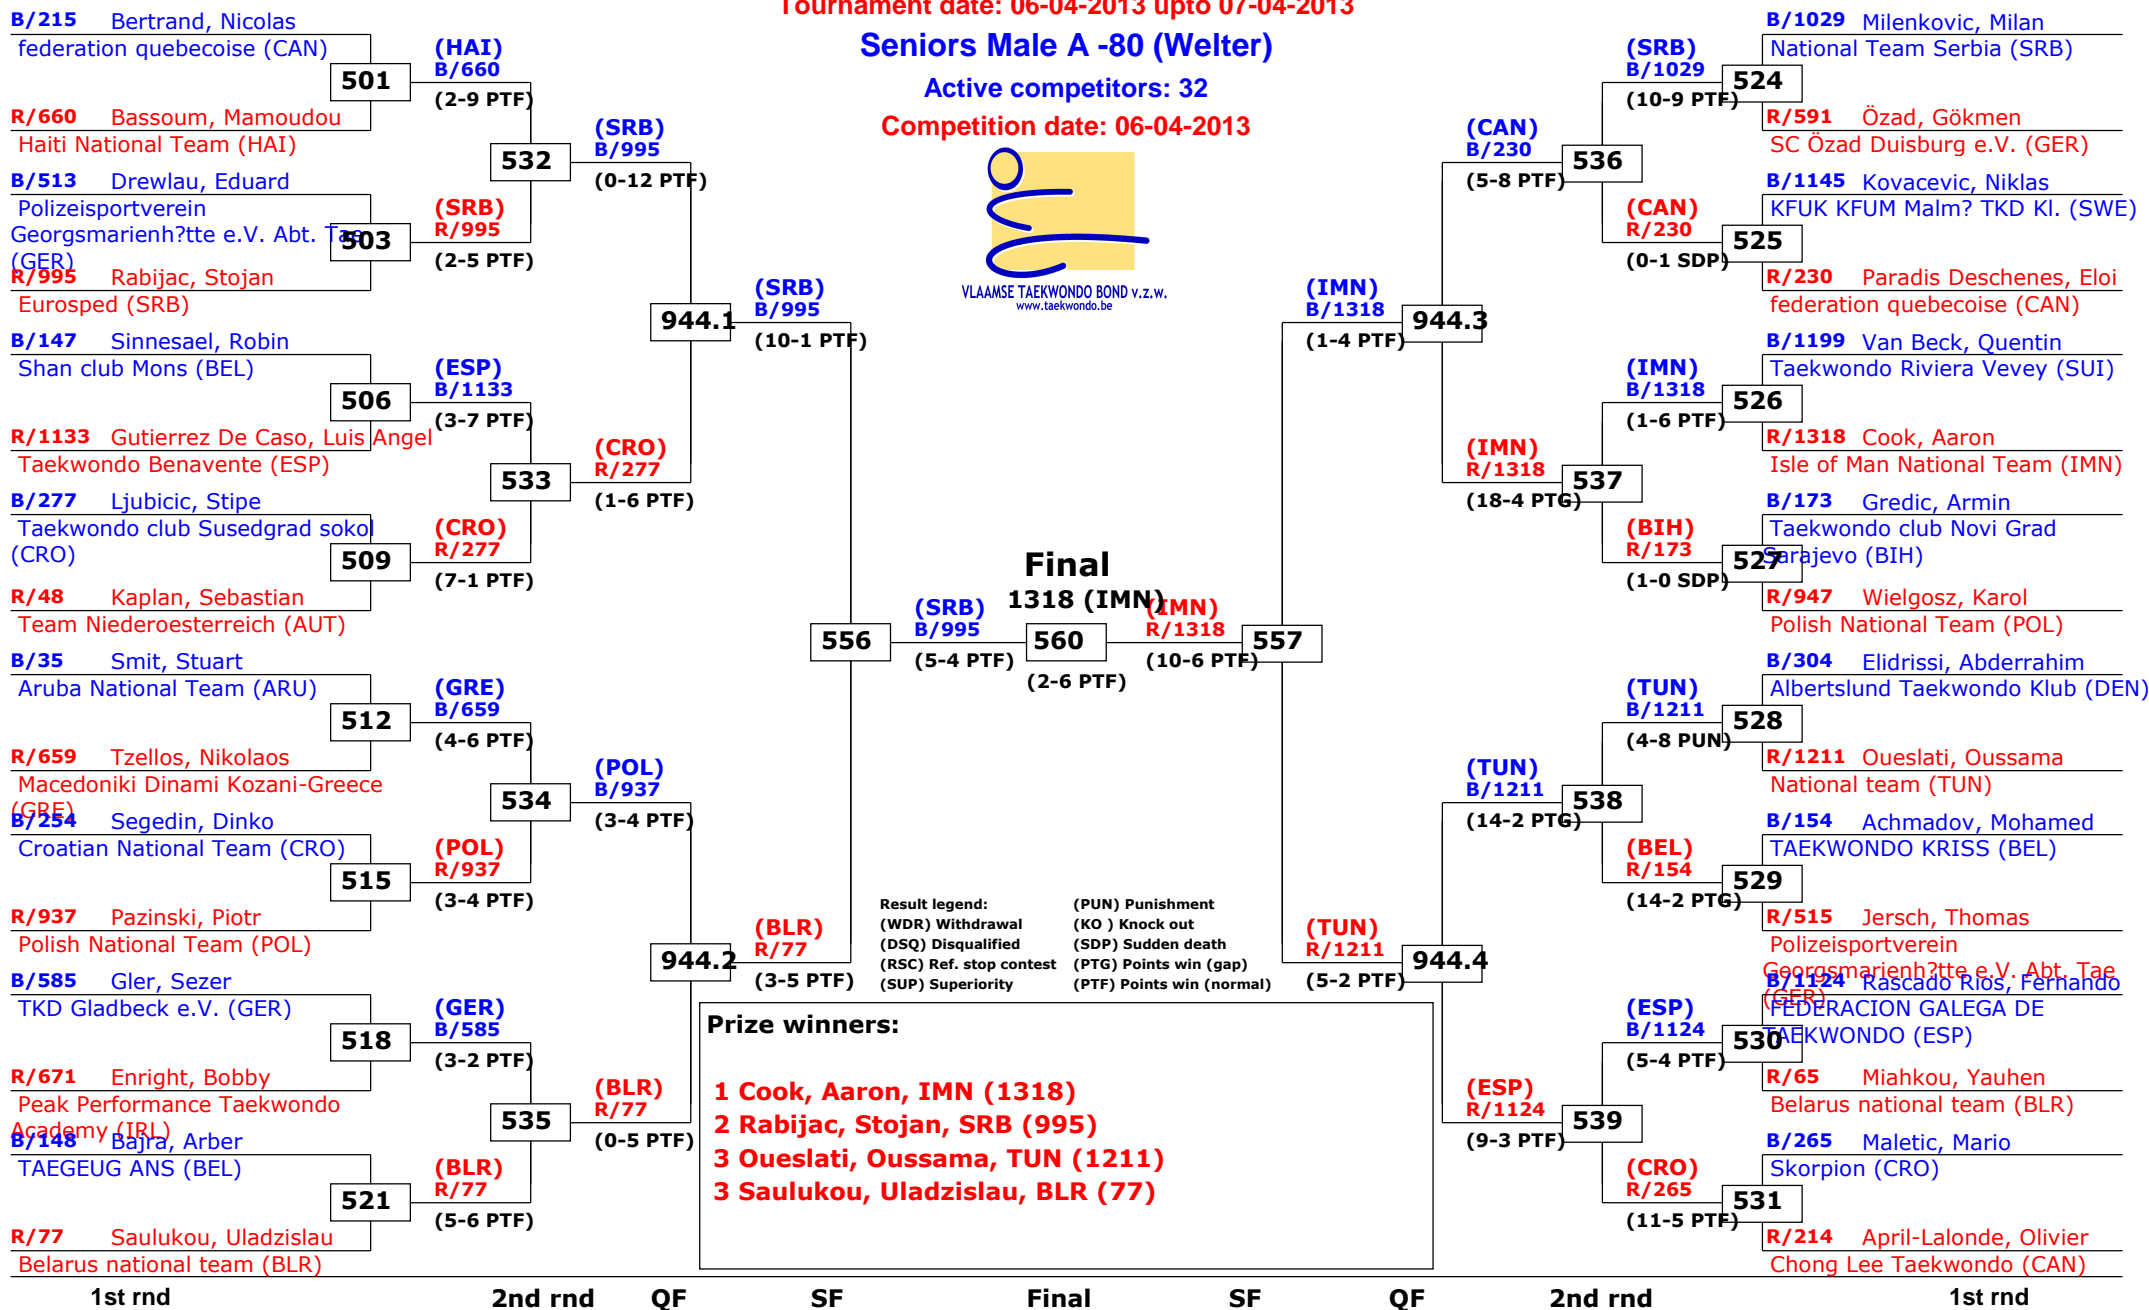 Tournament date: 06-04-2013 upto 07-04-2013
Seniors Male A -80 (Welter)
Active competitors: 32
Competition date: 06-04-2013
VLAAMSE TAEKWONDO BOND v.z.w.
www.taekwondo.be
B/215 Bertrand, Nicolas
federation quebecoise (CAN)
501
R/660 Bassoum, Mamoudou
Haiti National Team (HAI)
B/513 Drewlau, Eduard
Polizeisportverein
Georgsmarienh?tte e.V. Abt. Tae
(GER)
503
R/995 Rabijac, Stojan
Eurosped (SRB)
B/147 Sinnesael, Robin
Shan club Mons (BEL)
506
R/1133 Gutierrez De Caso, Luis Angel
Taekwondo Benavente (ESP)
B/277 Ljubicic, Stipe
Taekwondo club Susedgrad sokol
(CRO)
509
R/48 Kaplan, Sebastian
Team Niederoesterreich (AUT)
B/35 Smit, Stuart
Aruba National Team (ARU)
512
R/659 Tzellos, Nikolaos
Macedoniki Dinami Kozani-Greece
(GRE)
B/254 Segedin, Dinko
Croatian National Team (CRO)
515
R/937 Pazinski, Piotr
Polish National Team (POL)
B/585 Gler, Sezer
TKD Gladbeck e.V. (GER)
518
R/671 Enright, Bobby
Peak Performance Taekwondo
Academy (IRL)
B/148 Bajra, Arber
TAEGEUG ANS (BEL)
521
R/77 Saulukou, Uladzislau
Belarus national team (BLR)
(HAI)
B/660
(2-9 PTF)
532
(SRB)
R/995
(2-5 PTF)
(ESP)
B/1133
(3-7 PTF)
533
(CRO)
R/277
(7-1 PTF)
(GRE)
B/659
(4-6 PTF)
534
(POL)
R/937
(3-4 PTF)
(GER)
B/585
(3-2 PTF)
535
(BLR)
R/77
(5-6 PTF)
(SRB)
B/995
(0-12 PTF)
944.1
(CRO)
R/277
(1-6 PTF)
(POL)
B/937
(3-4 PTF)
944.2
(BLR)
R/77
(0-5 PTF)
(SRB)
B/995
(10-1 PTF)
556
(BLR)
R/77
(3-5 PTF)
(SRB)
B/995
(5-4 PTF)
Final
1318 (IMN)
560
(2-6 PTF)
(IMN)
R/1318
(10-6 PTF)
(IMN)
B/1318
(1-4 PTF)
557
(TUN)
R/1211
(5-2 PTF)
(CAN)
B/230
(5-8 PTF)
944.3
(IMN)
R/1318
(18-4 PTG)
(TUN)
B/1211
(14-2 PTG)
944.4
(ESP)
R/1124
(9-3 PTF)
(SRB)
B/1029
(10-9 PTF)
536
(CAN)
R/230
(0-1 SDP)
(IMN)
B/1318
(1-6 PTF)
537
(BIH)
R/173
(1-0 SDP)
(TUN)
B/1211
(4-8 PUN)
538
(BEL)
R/154
(14-2 PTG)
(ESP)
B/1124
(5-4 PTF)
539
(CRO)
R/265
(11-5 PTF)
B/1029 Milenkovic, Milan
National Team Serbia (SRB)
524
R/591 Özad, Gökmen
SC Özad Duisburg e.V. (GER)
B/1145 Kovacevic, Niklas
KFUK KFUM Malm? TKD Kl. (SWE)
525
R/230 Paradis Deschenes, Eloi
federation quebecoise (CAN)
B/1199 Van Beck, Quentin
Taekwondo Riviera Vevey (SUI)
526
R/1318 Cook, Aaron
Isle of Man National Team (IMN)
B/173 Gredic, Armin
Taekwondo club Novi Grad
Sarajevo (BIH)
527
R/947 Wielgosz, Karol
Polish National Team (POL)
B/304 Elidrissi, Abderrahim
Albertslund Taekwondo Klub (DEN)
528
R/1211 Oueslati, Oussama
National team (TUN)
B/154 Achmadov, Mohamed
TAEKWONDO KRISS (BEL)
529
R/515 Jersch, Thomas
Polizeisportverein
Georgsmarienh?tte e.V. Abt. Tae
(GER)
B/1124 Rascado Rios, Fernando
FEDERACION GALEGA DE
TAEKWONDO (ESP)
530
R/65 Miahkou, Yauhen
Belarus national team (BLR)
B/265 Maletic, Mario
Skorpion (CRO)
531
R/214 April-Lalonde, Olivier
Chong Lee Taekwondo (CAN)
Result legend: (PUN) Punishment
(WDR) Withdrawal (KO ) Knock out
(DSQ) Disqualified (SDP) Sudden death
(RSC) Ref. stop contest (PTG) Points win (gap)
(SUP) Superiority (PTF) Points win (normal)
Prize winners:
1 Cook, Aaron, IMN (1318)
2 Rabijac, Stojan, SRB (995)
3 Oueslati, Oussama, TUN (1211)
3 Saulukou, Uladzislau, BLR (77)
1st rnd 2nd rnd QF SF Final SF QF 2nd rnd 1st rnd